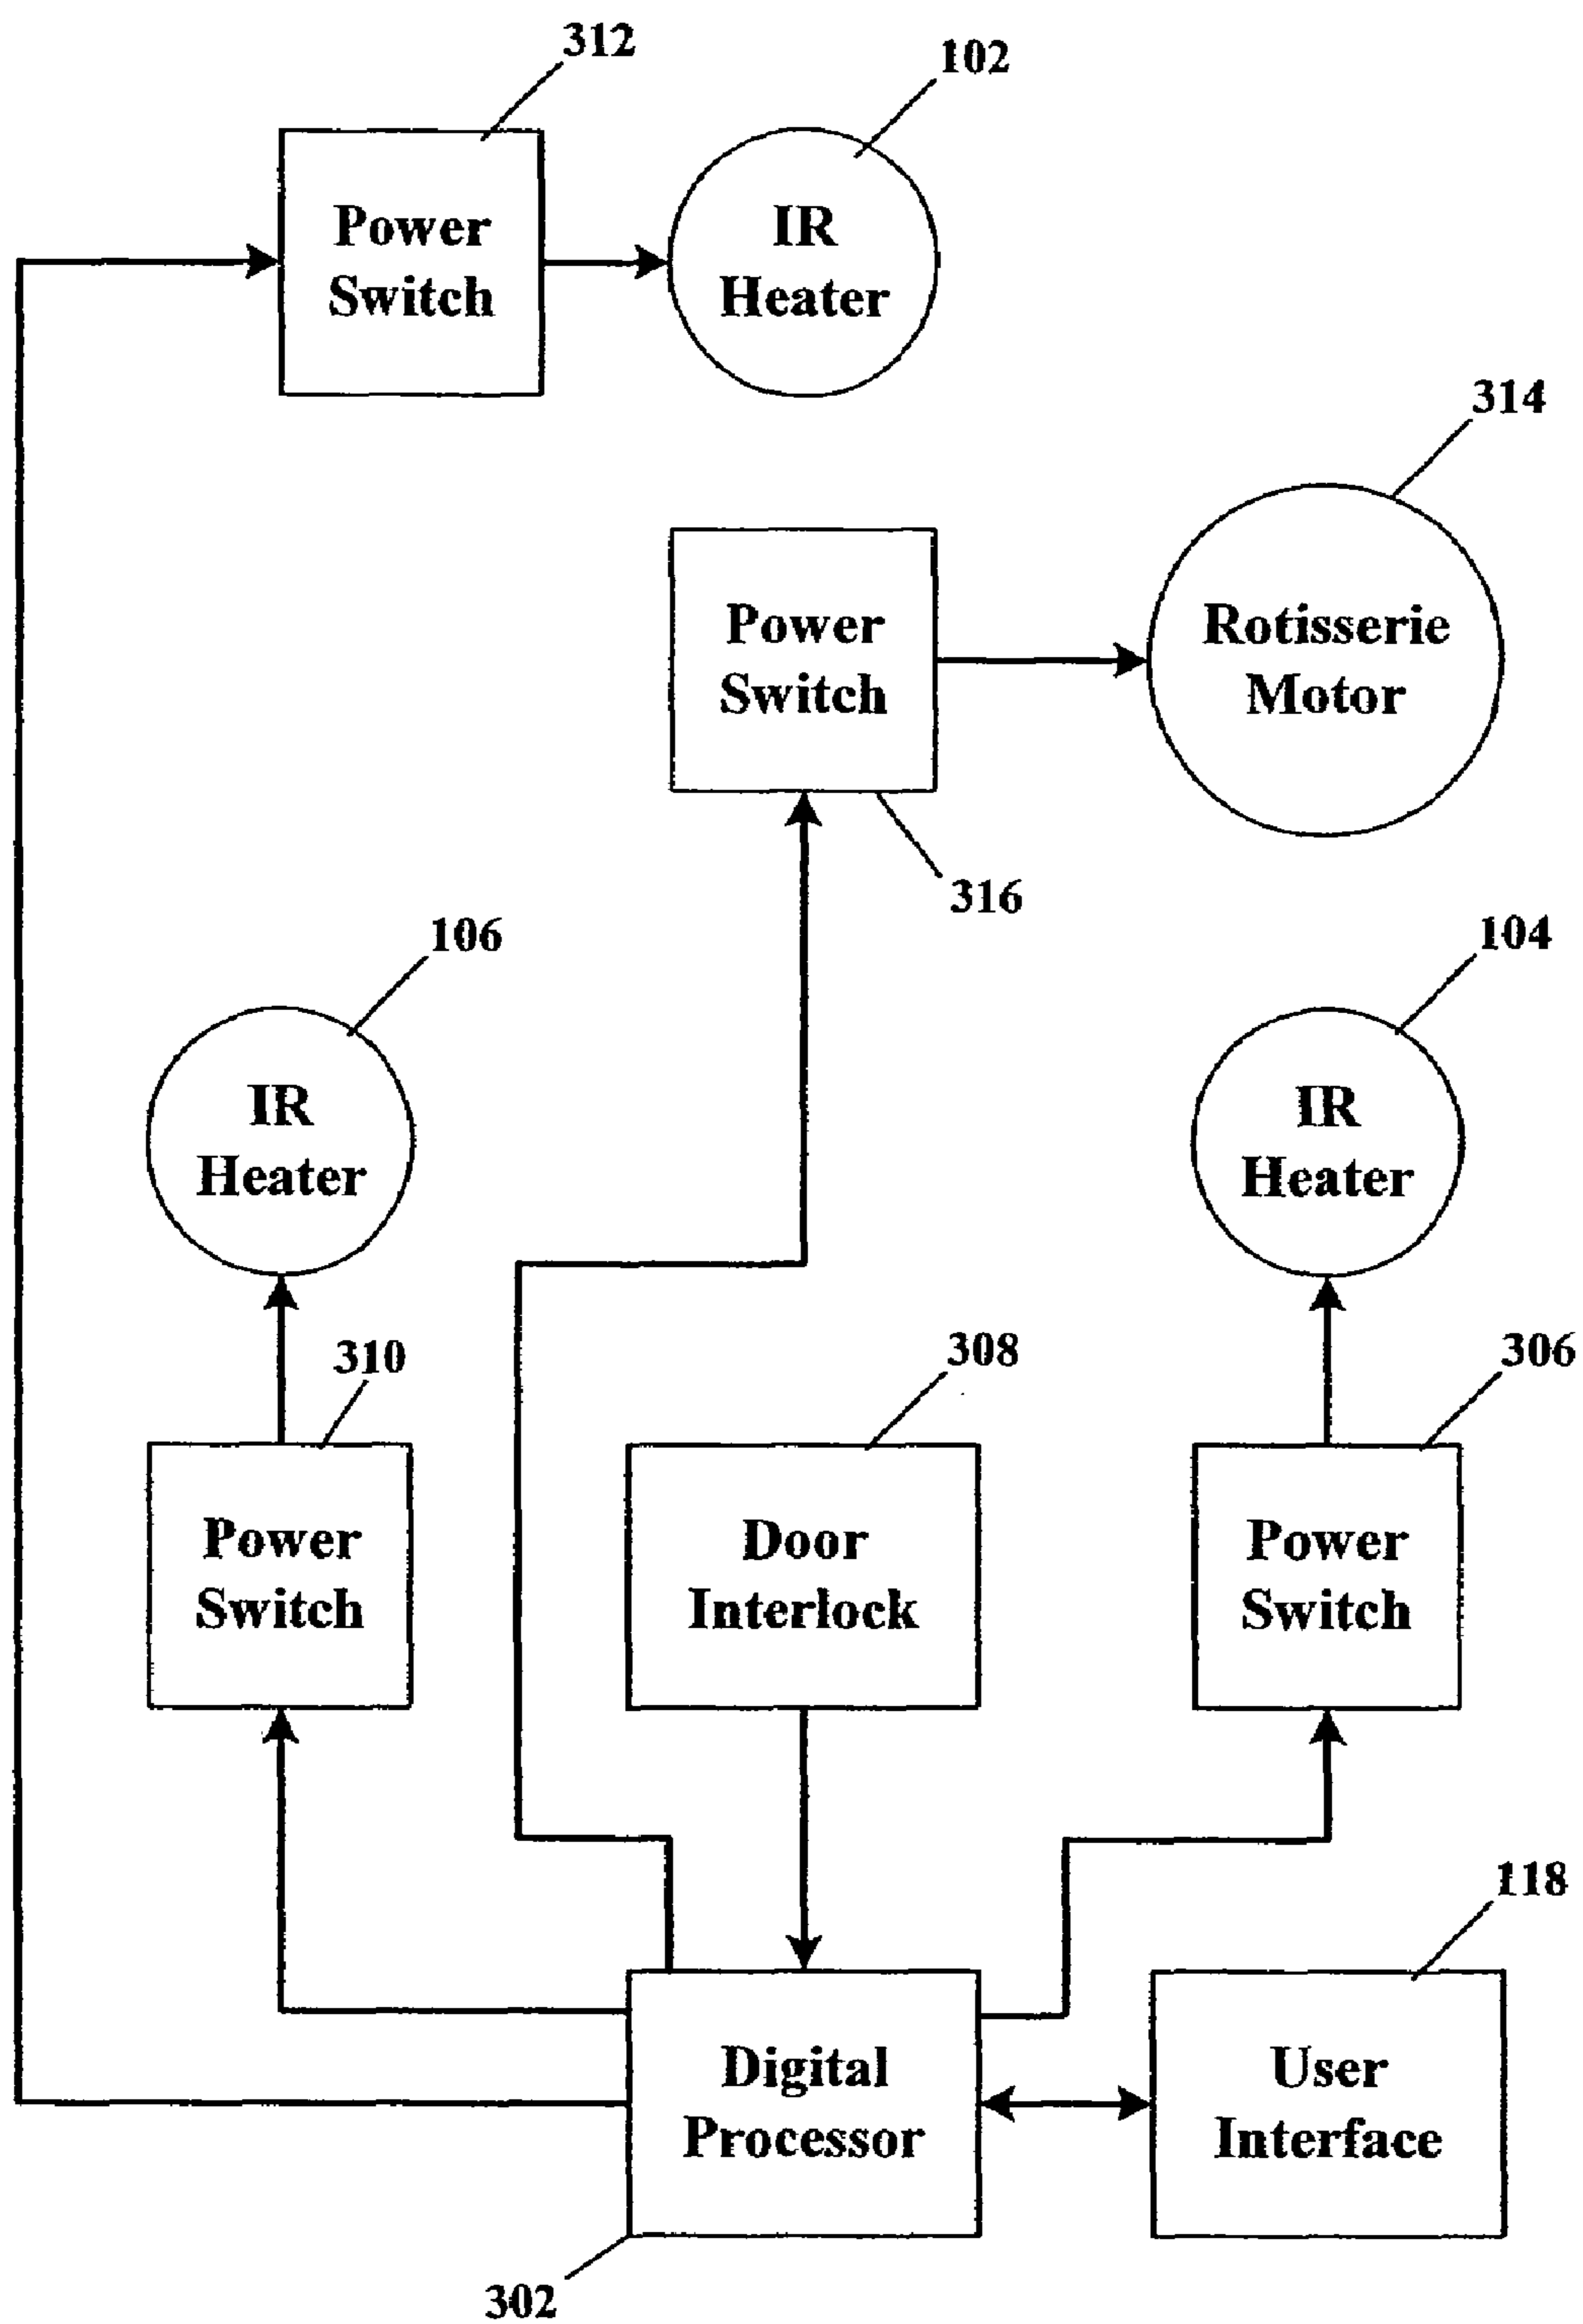 312
102
Power
Switch
IR
Heater
314
Power
Switch
Rotisserie
Motor
316
106
104
IR
Heater
IR
Heater
310
308
306
Power
Switch
Door
Interlock
Power
Switch
118
Digital
Processor
User
Interface
302